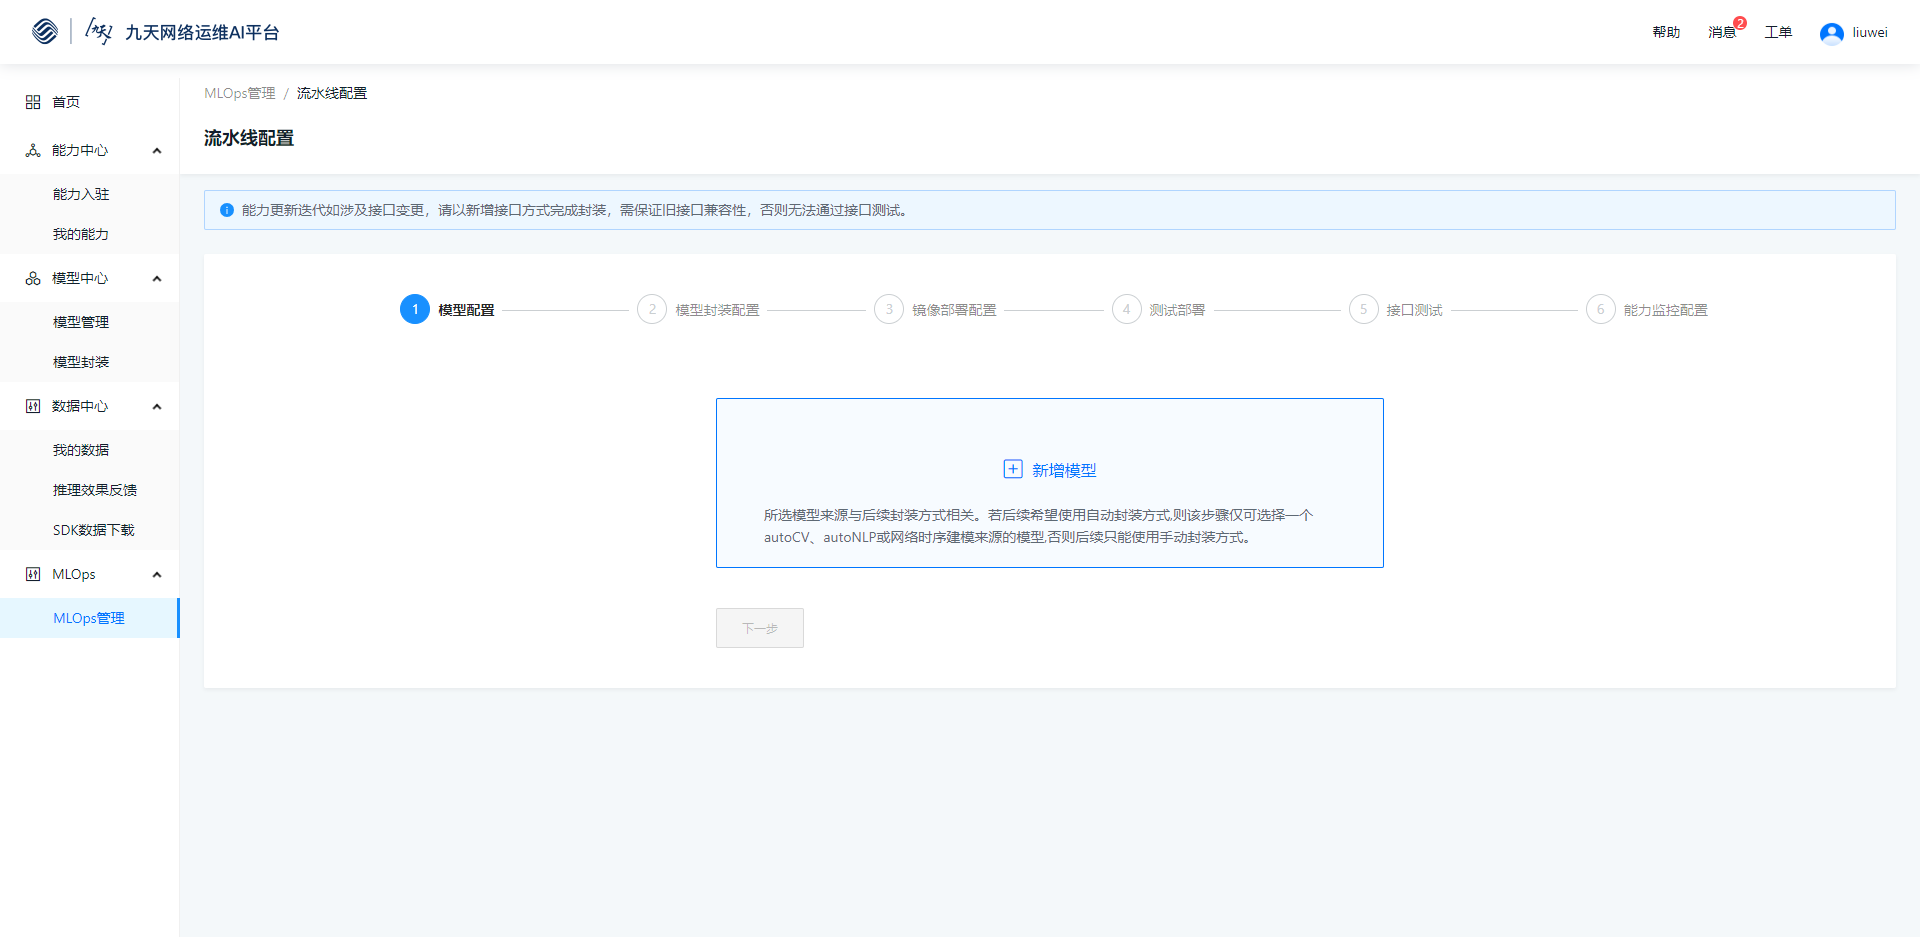 九天网络运维AI平台
帮助
消息
2
工单
liuwei
首页
能力中心
能力入驻
我的能力
模型中心
模型管理
模型封装
数据中心
我的数据
推理效果反馈
SDK数据下载
MLOps
MLOps管理
MLOps管理 / 流水线配置
流水线配置
能力更新迭代如涉及接口变更，请以新增接口方式完成封装，需保证旧接口兼容性，否则无法通过接口测试。
1 模型配置
2 模型封装配置
3 镜像部署配置
4 测试部署
5 接口测试
6 能力监控配置
新增模型
所选模型来源与后续封装方式相关。若后续希望使用自动封装方式,则该步骤仅可选择一个
autoCV、autoNLP或网络时序建模来源的模型,否则后续只能使用手动封装方式。
下一步